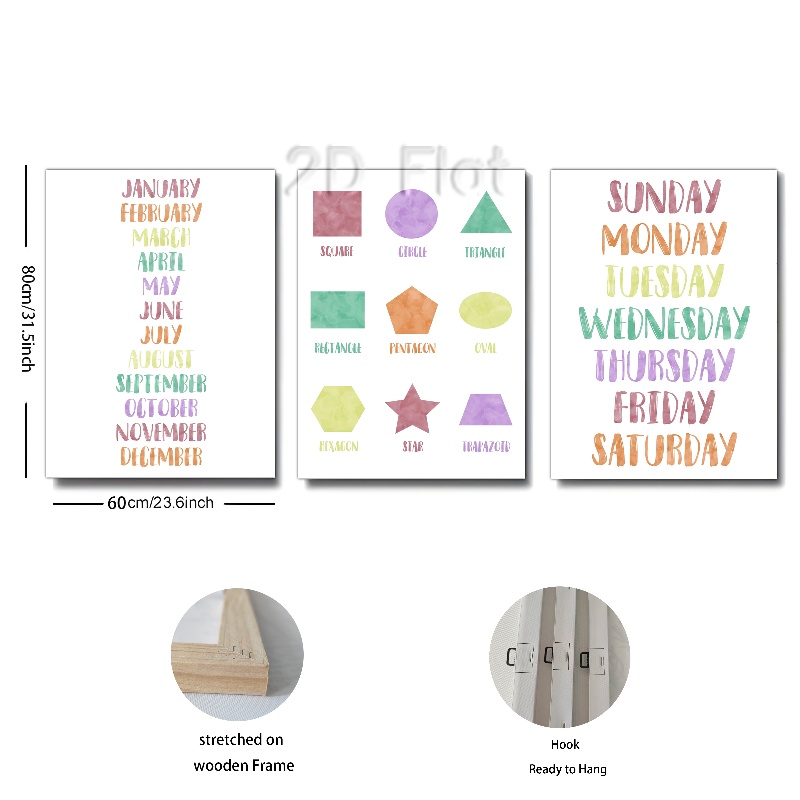 2D Flat
JANUARY
FEBRUARY
MARCH
APRIL
MAY
JUNE
JULY
AUGUST
SEPTEMBER
OCTOBER
NOVEMBER
DECEMBER
80cm/31.5inch
60cm/23.6inch
SQUARE
CIRCLE
TRIANGLE
RECTANGLE
PENTAGON
OVAL
HEXAGON
STAR
TRAPAZOID
SUNDAY
MONDAY
TUESDAY
WEDNESDAY
THURSDAY
FRIDAY
SATURDAY
stretched on
wooden Frame
Hook
Ready to Hang